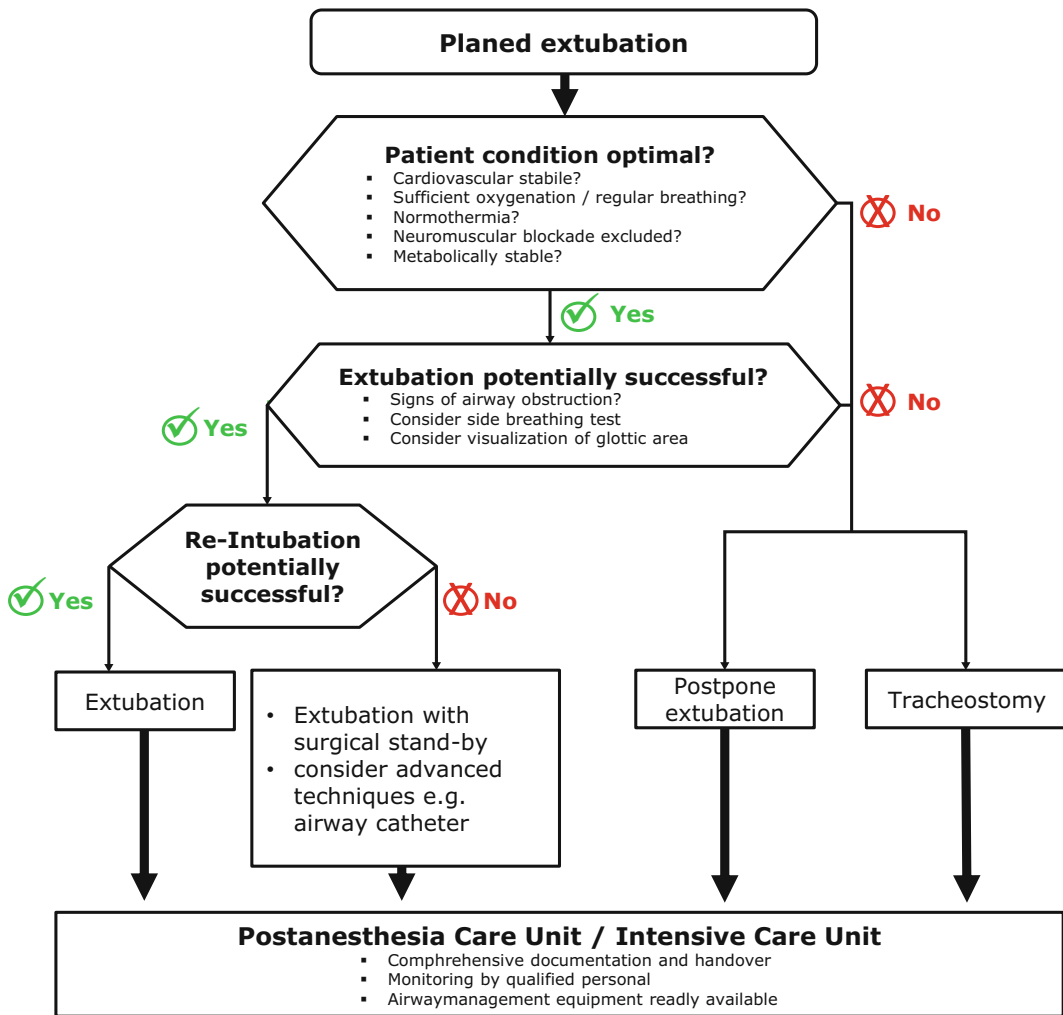 Planed extubation
Patient condition optimal?
▪ Cardiovascular stabile?
▪ Sufficient oxygenation / regular breathing?
▪ Normothermia?
▪ Neuromuscular blockade excluded?
▪ Metabolically stable?
No
Yes
Extubation potentially successful?
▪ Signs of airway obstruction?
▪ Consider side breathing test
▪ Consider visualization of glottic area
No
Yes
Re-Intubation
potentially
successful?
Yes
No
Extubation
• Extubation with
surgical stand-by
• consider advanced
techniques e.g.
airway catheter
Postpone
extubation
Tracheostomy
Postanesthesia Care Unit / Intensive Care Unit
▪ Comphrehensive documentation and handover
▪ Monitoring by qualified personal
▪ Airwaymanagement equipment readly available